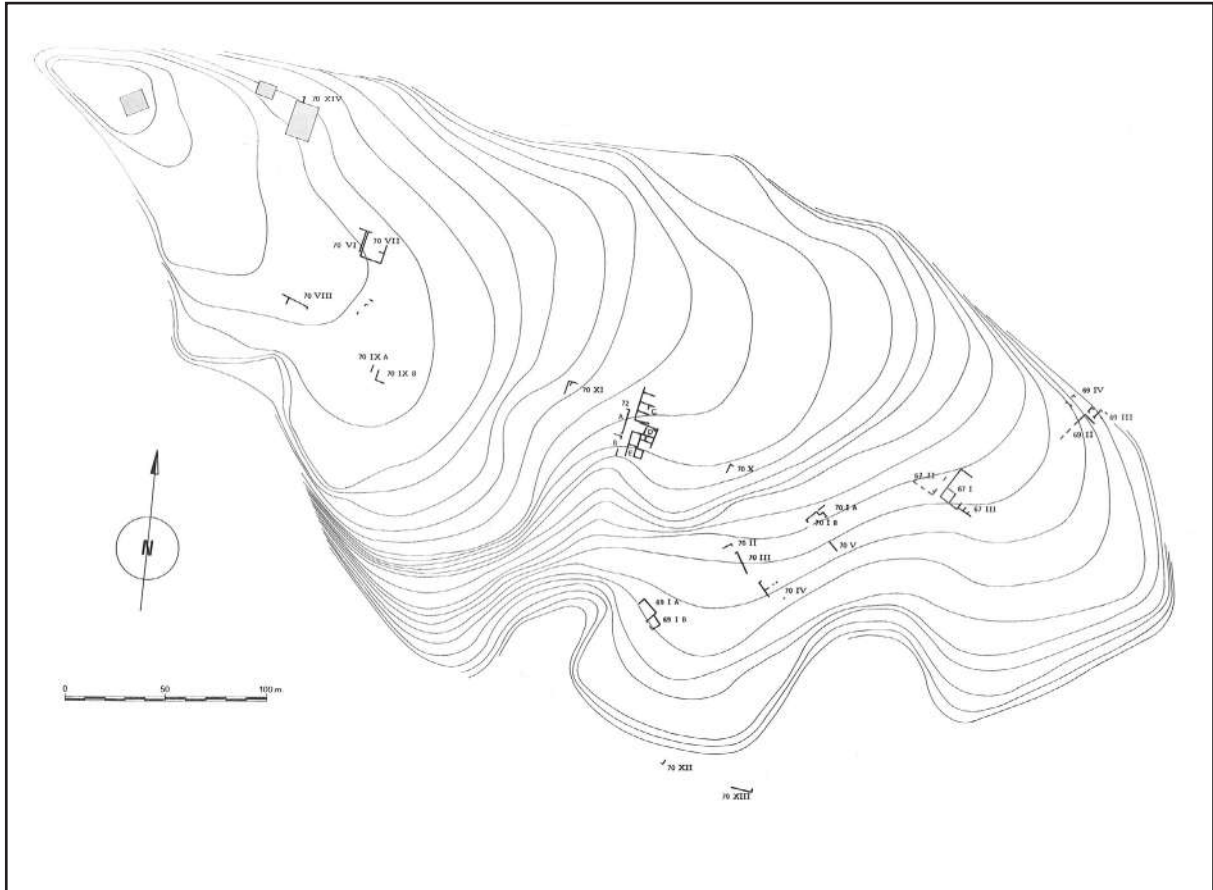 70 XIV
70 VI
70 VII
70 VIII
70 IX A
70 IX B
70 XI
72
A
C
D
B
E
69 IV
69 III
69 II
70 X
67 II
67 I
67 III
70 I A
70 I B
70 II
70 III
70 V
70 IV
69 I A
69 I B
N
0 50 100 m
70 XII
70 XIII